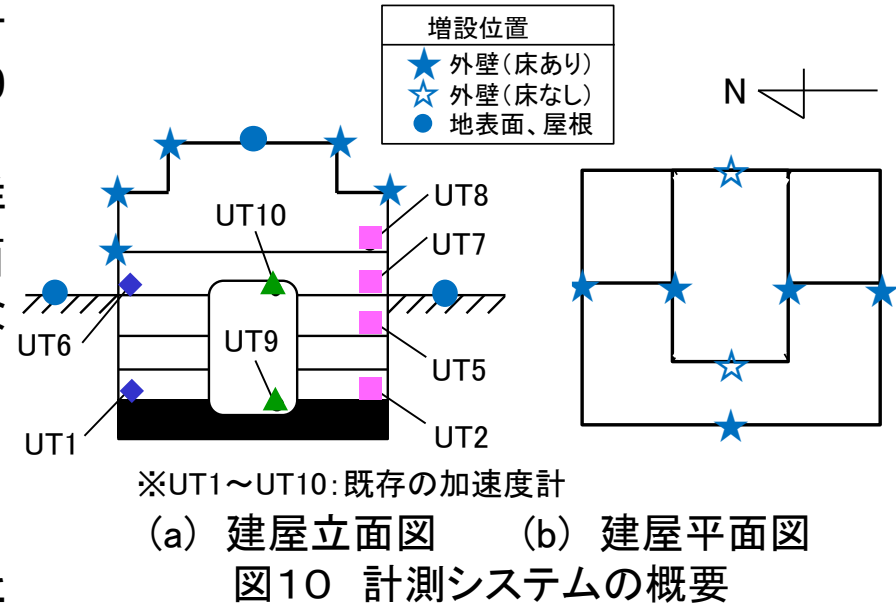 増設位置
外壁（床あり）
外壁（床なし）
地表面、屋根
N
UT8
UT10
UT7
UT6
UT9
UT5
UT1
UT2
※UT1～UT10：既存の加速度計
(a) 建屋立面図 (b) 建屋平面図
図10 計測システムの概要